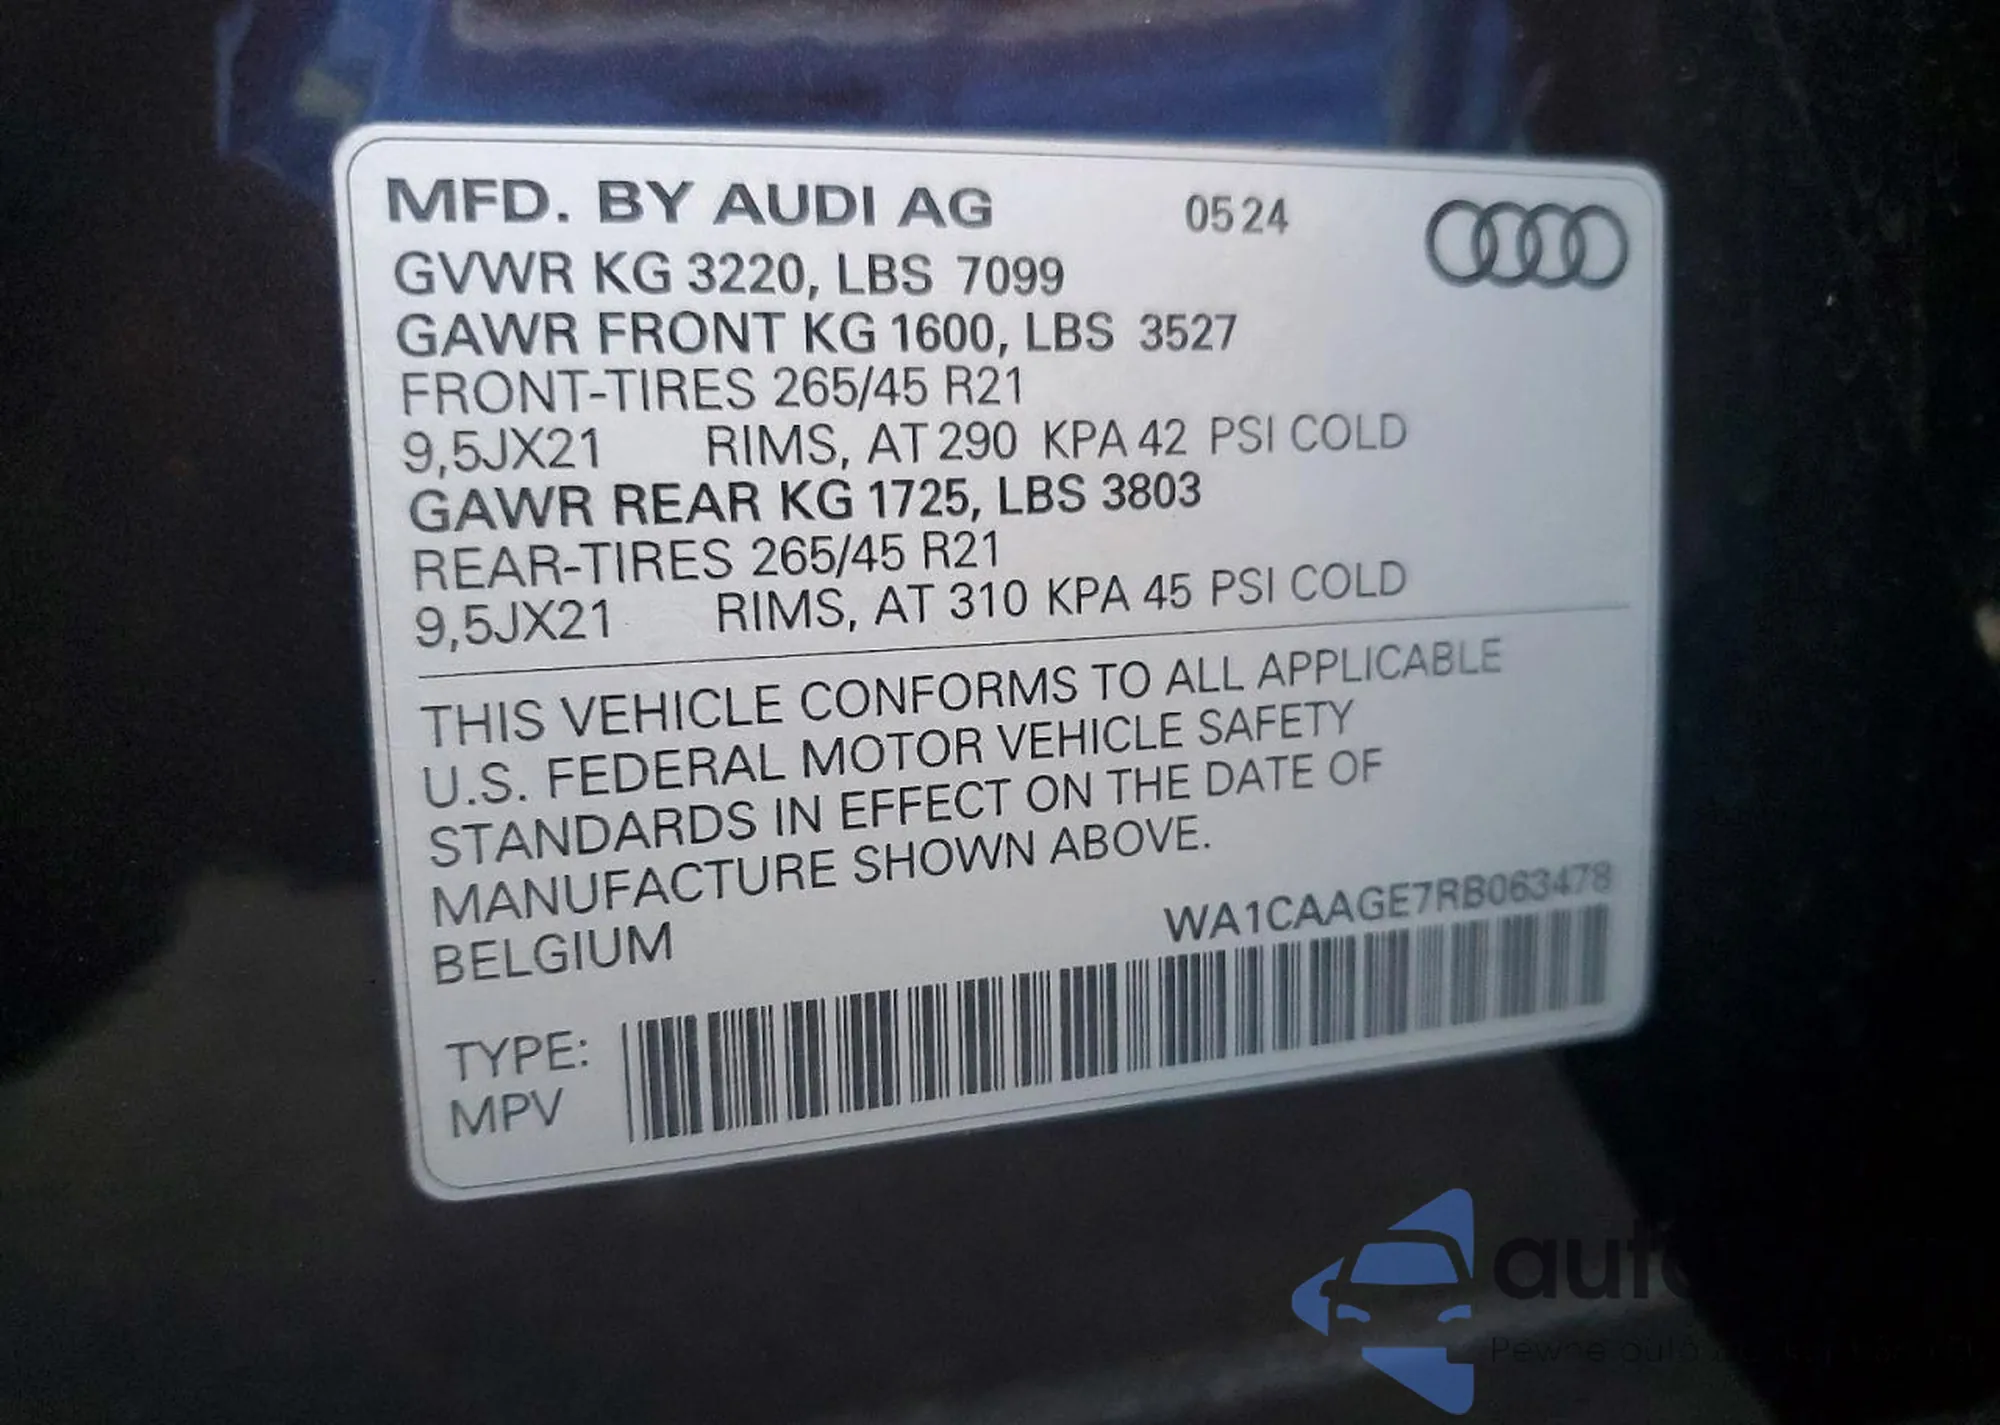 MFD. BY AUDI AG 0524
GVWR KG 3220, LBS 7099
GAWR FRONT KG 1600, LBS 3527
FRONT-TIRES 265/45 R21
9,5JX21 RIMS, AT 290 KPA 42 PSI COLD
GAWR REAR KG 1725, LBS 3803
REAR-TIRES 265/45 R21
9,5JX21 RIMS, AT 310 KPA 45 PSI COLD
THIS VEHICLE CONFORMS TO ALL APPLICABLE
U.S. FEDERAL MOTOR VEHICLE SAFETY
STANDARDS IN EFFECT ON THE DATE OF
MANUFACTURE SHOWN ABOVE.
BELGIUM
WA1CAAGE7RB063478
TYPE:
MPV
Pewne auto